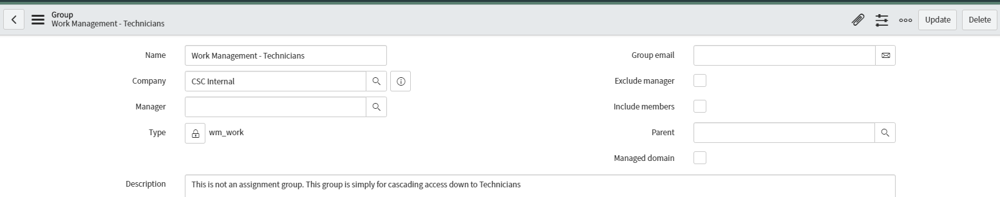 Group
Work Management - Technicians
Update
Delete
Name
Work Management - Technicians
Group email
Company
CSC Internal
Exclude manager
Manager
Include members
Type
wm_work
Parent
Managed domain
Description
This is not an assignment group. This group is simply for cascading access down to Technicians